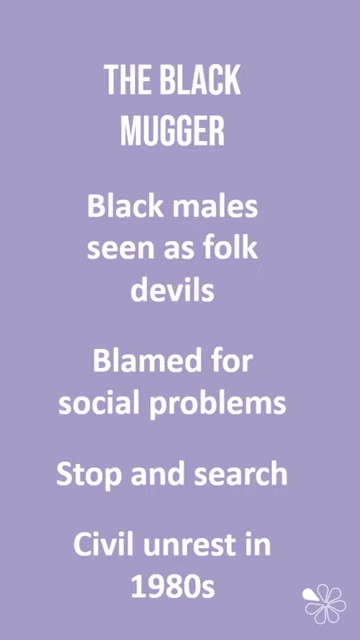 THE BLACK
MUGGER
Black males
seen as folk
devils
Blamed for
social problems
Stop and search
Civil unrest in
1980s